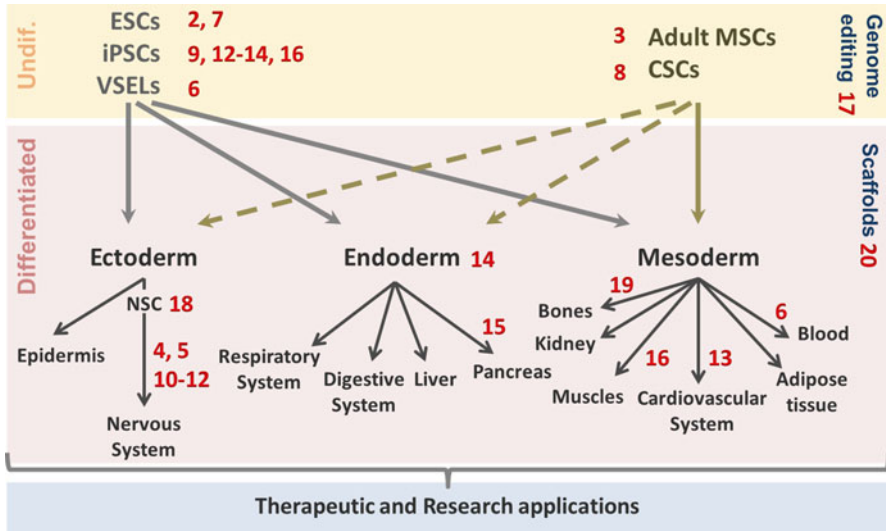 Undif.
ESCs 2, 7
iPSCs 9, 12-14, 16
VSELs 6
3 Adult MSCs
8 CSCs
Genome
editing 17
Differentiated
Scaffolds 20
Ectoderm
Endoderm 14
Mesoderm
NSC 18
Epidermis
4, 5
10-12
Nervous
System
15
Respiratory
System
Digestive
System
Liver
Pancreas
19
Bones
Kidney
16
Muscles
13
Cardiovascular
System
6
Blood
Adipose
tissue
Therapeutic and Research applications